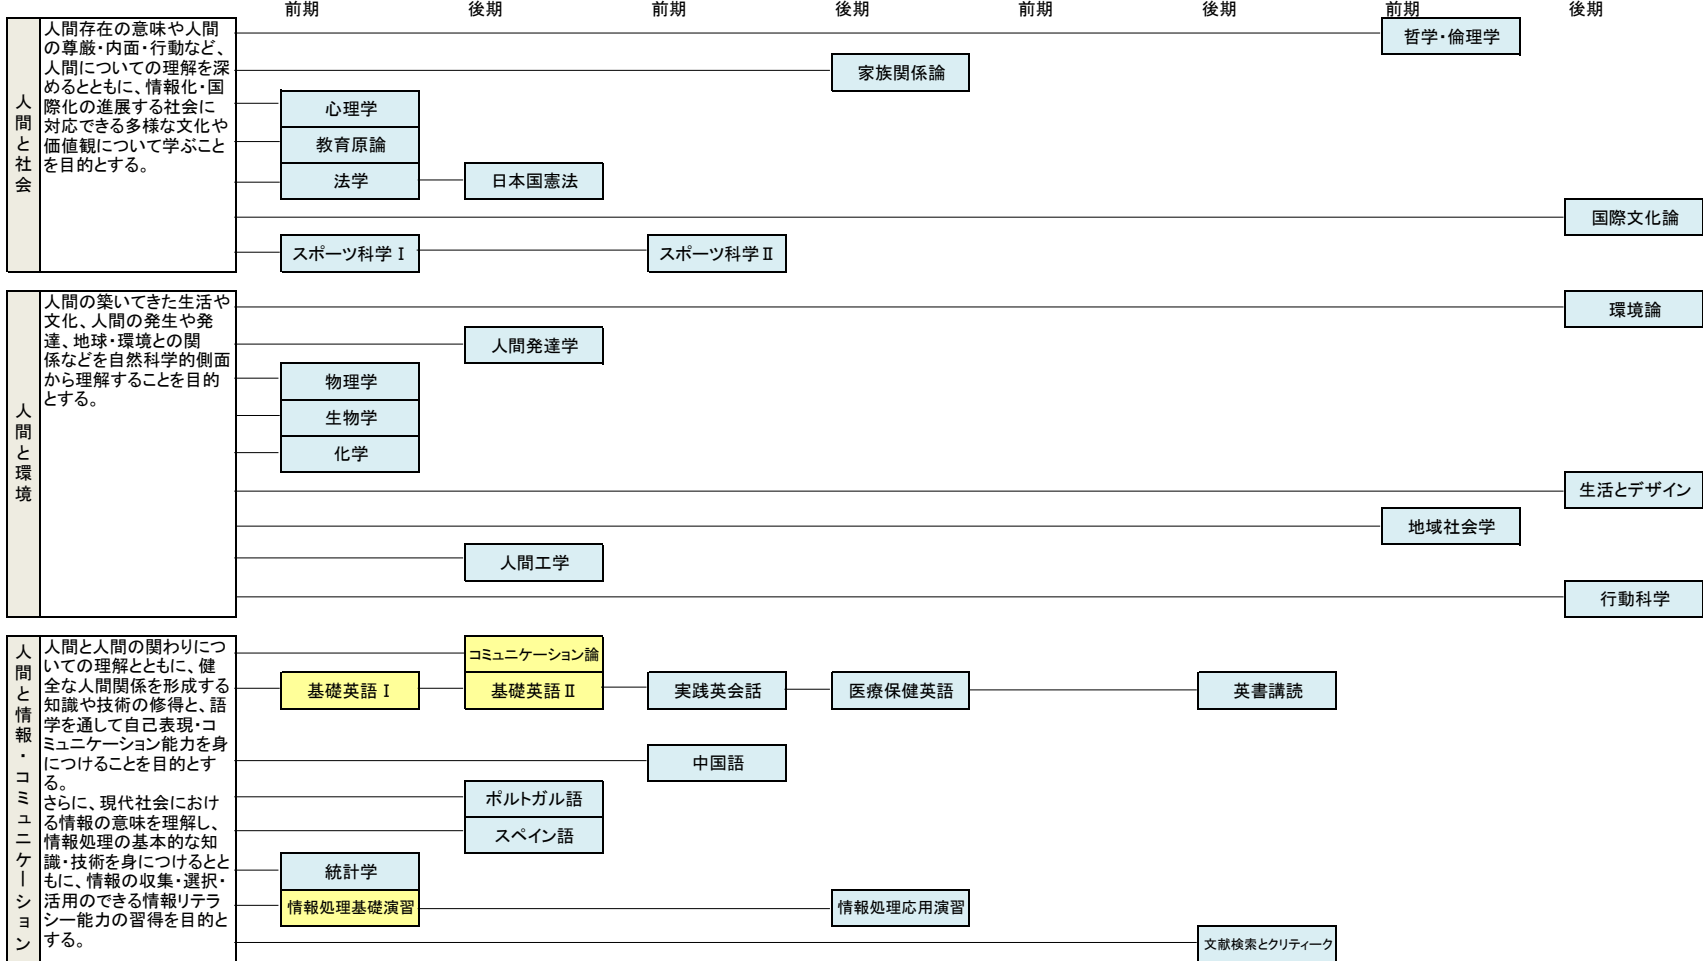 前期 後期 前期 後期 前期 後期 前期 後期
人間と社会
人間存在の意味や人間
の尊厳・内面・行動など、
人間についての理解を深
めるとともに、情報化・国
際化の進展する社会に
対応できる多様な文化や
価値観について学ぶこと
を目的とする。
哲学・倫理学
家族関係論
心理学
教育原論
法学 日本国憲法
国際文化論
スポーツ科学Ⅰ スポーツ科学Ⅱ
人間と環境
人間の築いてきた生活や
文化、人間の発生や発
達、地球・環境との関
係などを自然科学的側面
から理解することを目的
とする。
環境論
人間発達学
物理学
生物学
化学
生活とデザイン
地域社会学
人間工学
行動科学
人間と情報・コミュニケーション
人間と人間の関わりにつ
いての理解とともに、健
全な人間関係を形成する
知識や技術の修得と、語
学を通して自己表現・コ
ミュニケーション能力を身
につけることを目的とす
る。
さらに、現代社会におけ
る情報の意味を理解し、
情報処理の基本的な知
識・技術を身につけるとと
もに、情報の収集・選択・
活用のできる情報リテラ
シー能力の習得を目的と
する。
コミュニケーション論
基礎英語Ⅰ 基礎英語Ⅱ 実践英会話 医療保健英語 英書講読
中国語
ポルトガル語
スペイン語
統計学
情報処理基礎演習 情報処理応用演習
文献検索とクリティーク